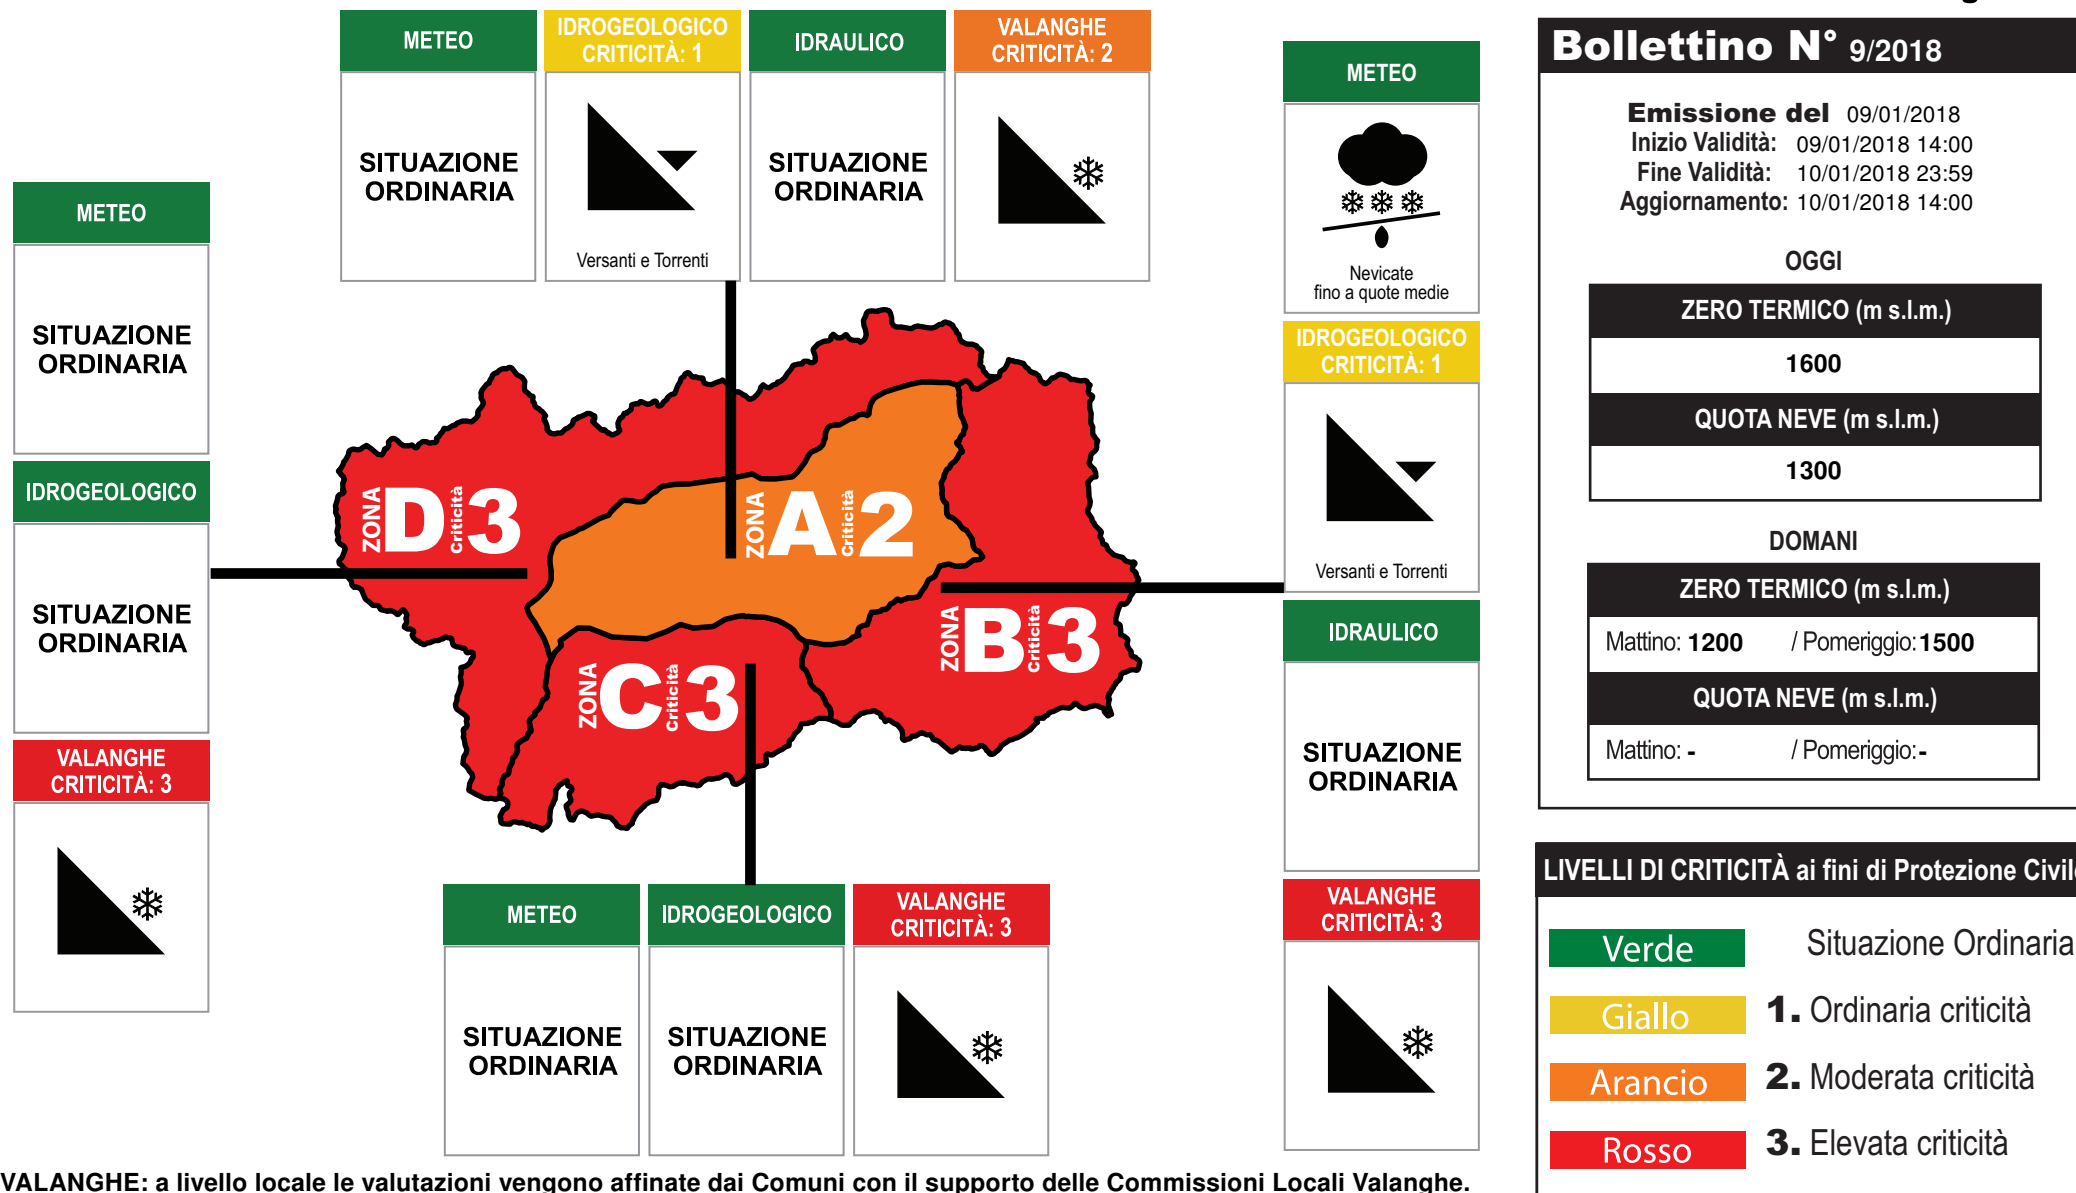 METEO
IDROGEOLOGICO
CRITICITÀ: 1
IDRAULICO
VALANGHE
CRITICITÀ: 2
SITUAZIONE
ORDINARIA
Versanti e Torrenti
SITUAZIONE
ORDINARIA
METEO
SITUAZIONE
ORDINARIA
IDROGEOLOGICO
SITUAZIONE
ORDINARIA
VALANGHE
CRITICITÀ: 3
ZONA D Criticità 3
ZONA A Criticità 2
ZONA B Criticità 3
ZONA C Criticità 3
METEO
Nevicate
fino a quote medie
IDROGEOLOGICO
CRITICITÀ: 1
Versanti e Torrenti
IDRAULICO
SITUAZIONE
ORDINARIA
VALANGHE
CRITICITÀ: 3
METEO
IDROGEOLOGICO
VALANGHE
CRITICITÀ: 3
SITUAZIONE
ORDINARIA
SITUAZIONE
ORDINARIA
VALANGHE: a livello locale le valutazioni vengono affinate dai Comuni con il supporto delle Commissioni Locali Valanghe.
Bollettino N° 9/2018
Emissione del 09/01/2018
Inizio Validità: 09/01/2018 14:00
Fine Validità: 10/01/2018 23:59
Aggiornamento: 10/01/2018 14:00
OGGI
ZERO TERMICO (m s.l.m.)
1600
QUOTA NEVE (m s.l.m.)
1300
DOMANI
ZERO TERMICO (m s.l.m.)
Mattino: 1200 / Pomeriggio: 1500
QUOTA NEVE (m s.l.m.)
Mattino: - / Pomeriggio: -
LIVELLI DI CRITICITÀ ai fini di Protezione Civile
Verde Situazione Ordinaria
Giallo 1. Ordinaria criticità
Arancio 2. Moderata criticità
Rosso 3. Elevata criticità